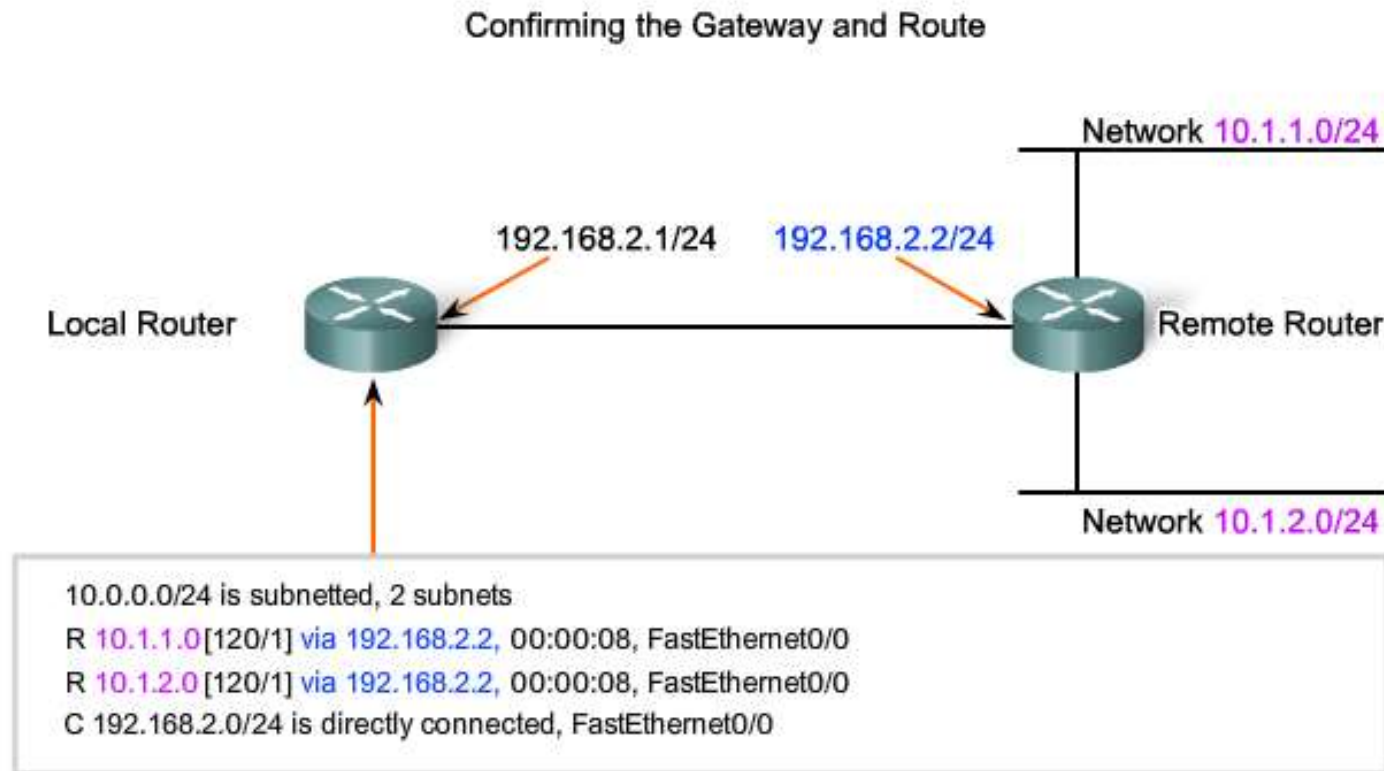 Confirming the Gateway and Route
Network 10.1.1.0/24
192.168.2.1/24
192.168.2.2/24
Local Router
Remote Router
Network 10.1.2.0/24
10.0.0.0/24 is subnetted, 2 subnets
R 10.1.1.0 [120/1] via 192.168.2.2, 00:00:08, FastEthernet0/0
R 10.1.2.0 [120/1] via 192.168.2.2, 00:00:08, FastEthernet0/0
C 192.168.2.0/24 is directly connected, FastEthernet0/0